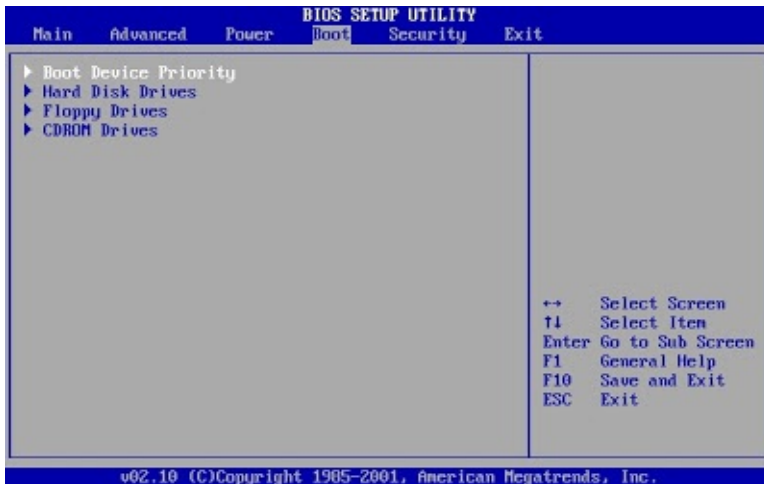 BIOS SETUP UTILITY
Main Advanced Power Boot Security Exit
Boot Device Priority
Hard Disk Drives
Floppy Drives
CDROM Drives
↔ Select Screen
↑↓ Select Item
Enter Go to Sub Screen
F1 General Help
F10 Save and Exit
ESC Exit
v02.10 (C)Copyright 1985-2001, American Megatrends, Inc.